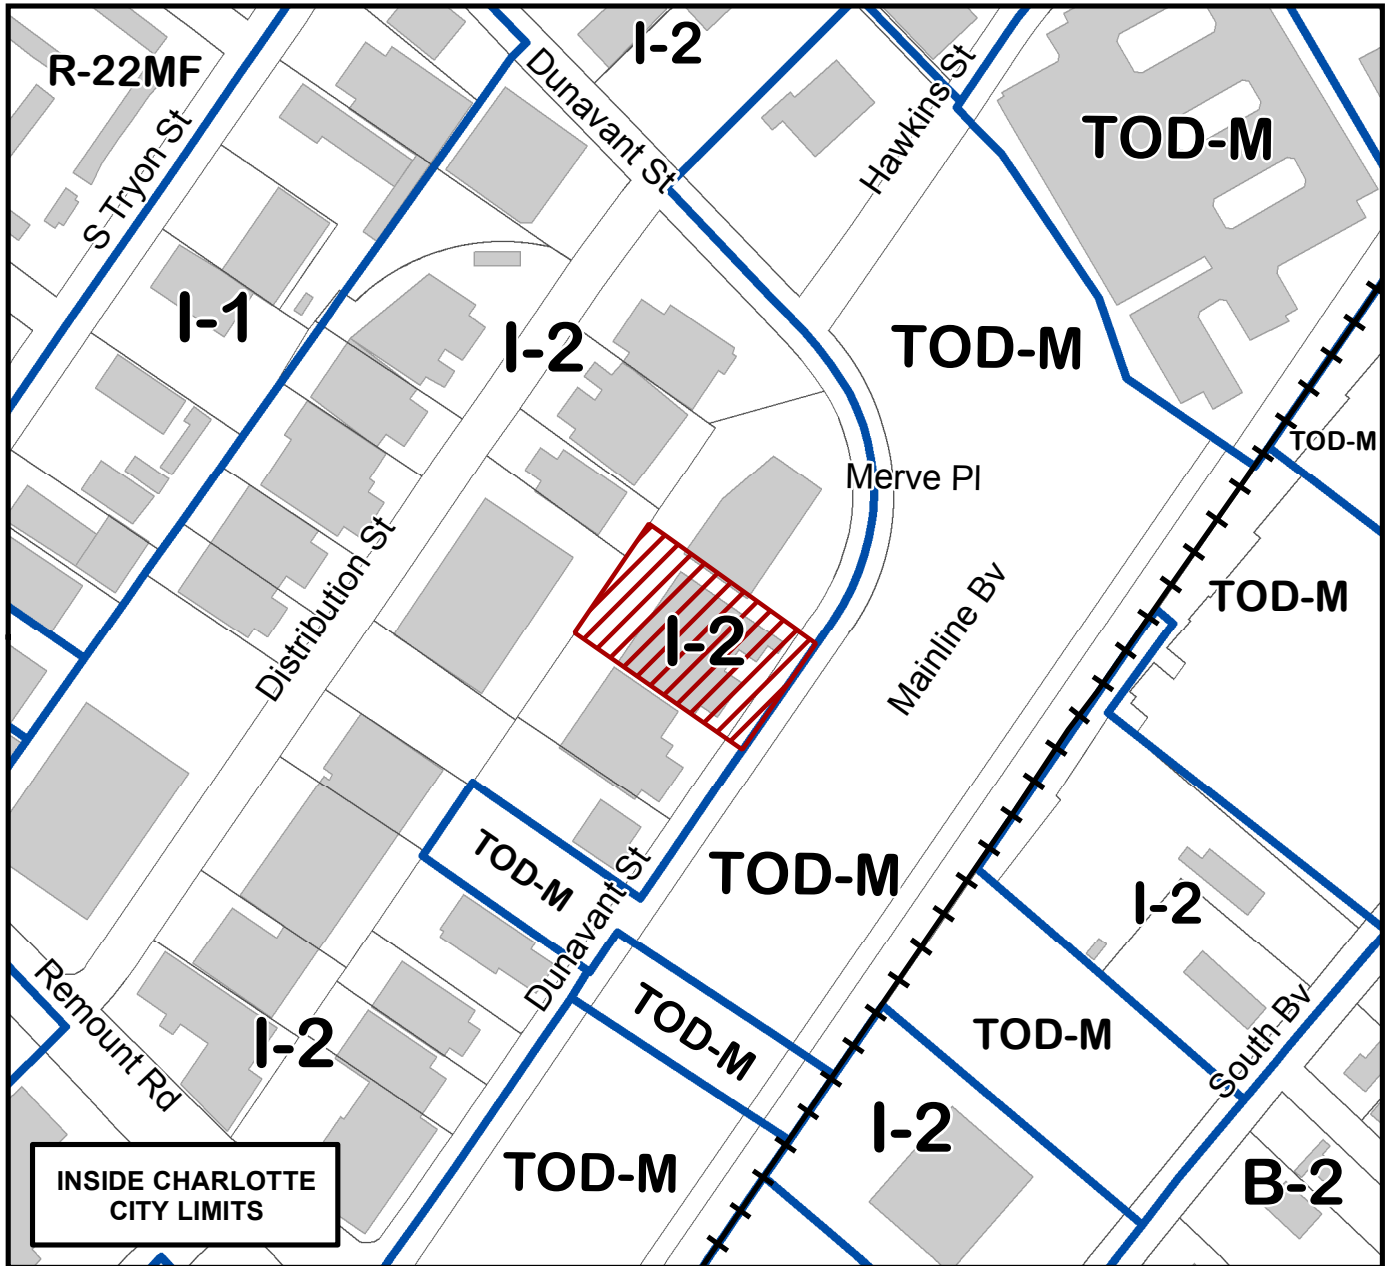 I-2
R-22MF
Dunavant St
Hawkins St
TOD-M
S Tryon St
I-1
I-2
TOD-M
TOD-M
Merve Pl
Distribution St
I-2
Mainline Bv
TOD-M
TOD-M
TOD-M
Dunavant St
I-2
Remount Rd
I-2
TOD-M
TOD-M
South Bv
I-2
TOD-M
B-2
INSIDE CHARLOTTE
CITY LIMITS